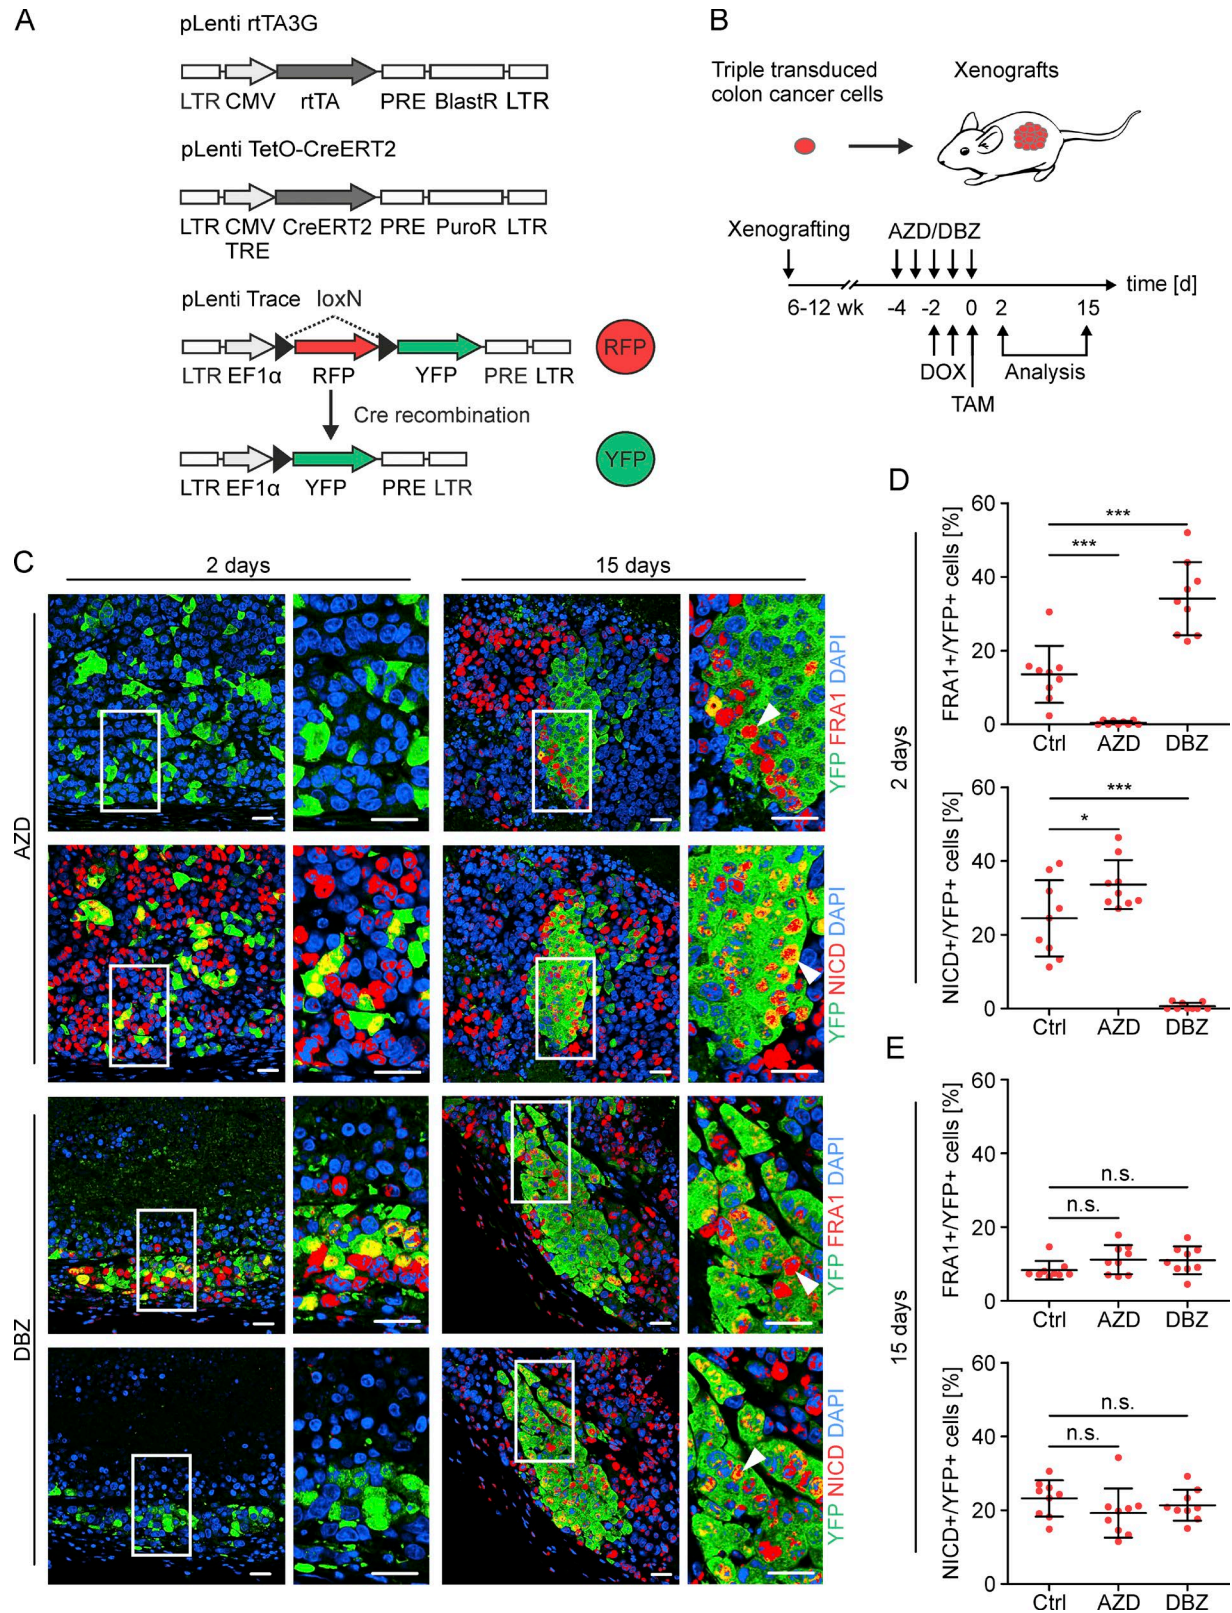 A
pLenti rtTA3G
LTR CMV rtTA PRE BlastR LTR
pLenti TetO-CreERT2
LTR CMV CreERT2 PRE PuroR LTR
TRE
pLenti Trace loxN
LTR EF1α RFP YFP PRE LTR
RFP
Cre recombination
LTR EF1α YFP PRE LTR
YFP
B
Triple transduced
colon cancer cells
Xenografts
Xenografting AZD/DBZ
time [d]
6-12 wk -4 -2 0 2 15
DOX Analysis
TAM
C
2 days 15 days
AZD
YFP FRA1 DAPI
YFP NICD DAPI
DBZ
YFP FRA1 DAPI
YFP NICD DAPI
D
2 days
FRA1+/YFP+ cells [%]
60
40
20
0
***
***
Ctrl AZD DBZ
NICD+/YFP+ cells [%]
60
40
20
0
***
*
Ctrl AZD DBZ
E
15 days
FRA1+/YFP+ cells [%]
60
40
20
0
n.s.
n.s.
Ctrl AZD DBZ
NICD+/YFP+ cells [%]
60
40
20
0
n.s.
n.s.
Ctrl AZD DBZ